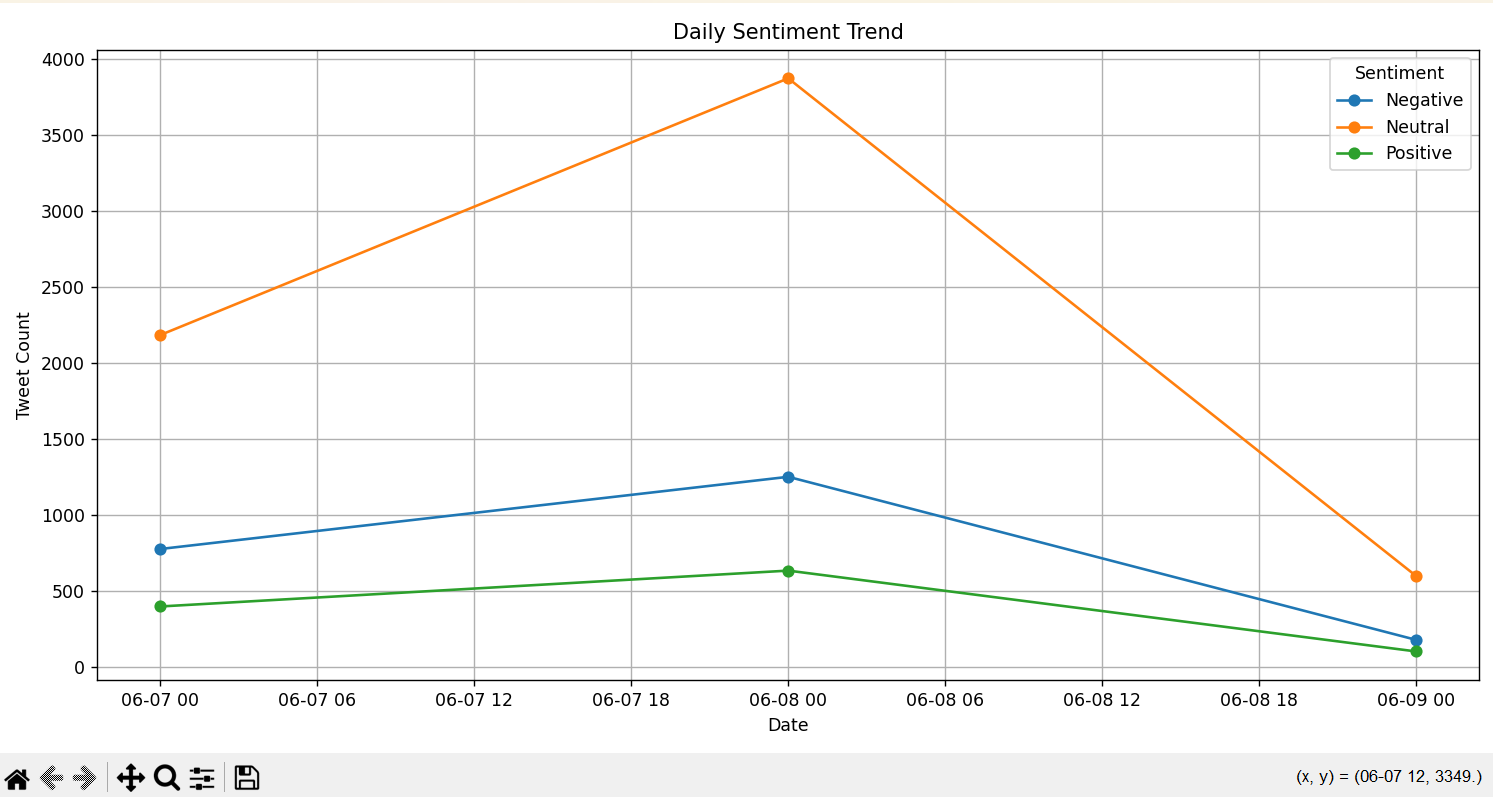 Daily Sentiment Trend
Sentiment
Negative
Neutral
Positive
4000
3500
3000
2500
2000
1500
1000
500
0
Tweet Count
06-07 00 06-07 06 06-07 12 06-07 18 06-08 00 06-08 06 06-08 12 06-08 18 06-09 00
Date
(x, y) = (06-07 12, 3349.)